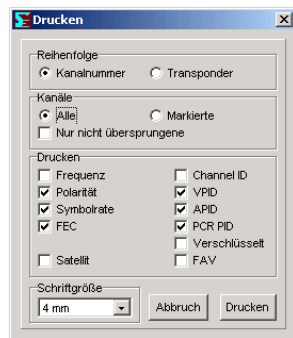 Drucken
Reihenfolge
Kanalnummer Transponder
Kanäle
Alle Markierte
Nur nicht übersprungene
Drucken
Frequenz Channel ID
Polarität VPID
Symbolrate APID
FEC PCR PID
Verschlüsselt
Satellit FAV
Schriftgröße
4 mm Abbruch Drucken